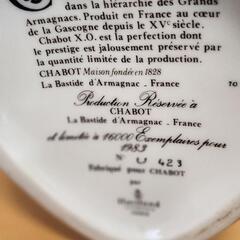 dans la hiérarchie des Grands
Armagnacs. Produit en France au cœur
de la Gascogne depuis le XVe siècle.
Chabot X.O. est la perfection dont
le prestige est jalousement préservé par
la quantité limitée de la production.
CHABOT Maison fondée en 1828
La Bastide d'Armagnac - France
Production Réservée à
CHABOT
La Bastide d'Armagnac - France
et limitée à 16000 Exemplaires pour
1983
N° U 423
Fabriqué pour CHABOT
par